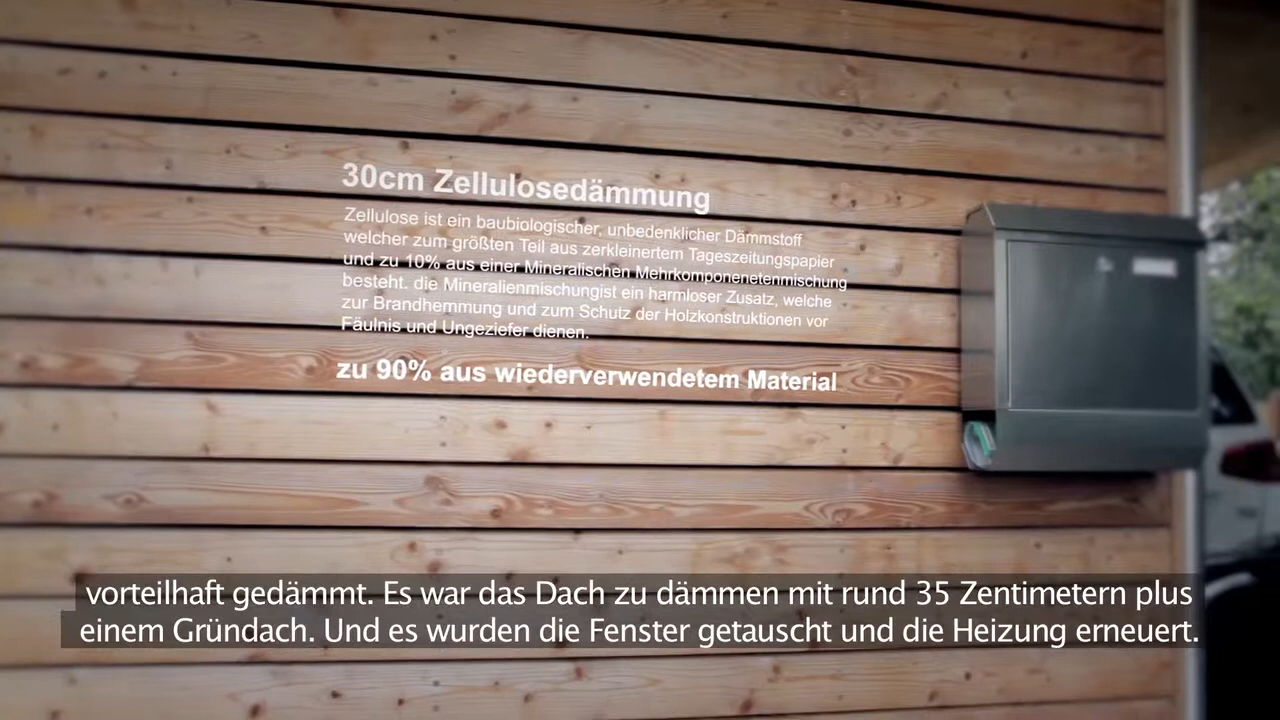 30cm Zellulosedämmung
Zellulose ist ein baubiologischer, unbedenklicher Dämmstoff
welcher zum größten Teil aus zerkleinertem Tageszeitungspapier
und zu 10% aus einer Mineralischen Mehrkomponenetenmischung
besteht. die Mineralienmischungist ein harmloser Zusatz, welche
zur Brandhemmung und zum Schutz der Holzkonstruktionen vor
Fäulnis und Ungeziefer dienen.
zu 90% aus wiederverwendetem Material
vorteilhaft gedämmt. Es war das Dach zu dämmen mit rund 35 Zentimetern plus
einem Gründach. Und es wurden die Fenster getauscht und die Heizung erneuert.